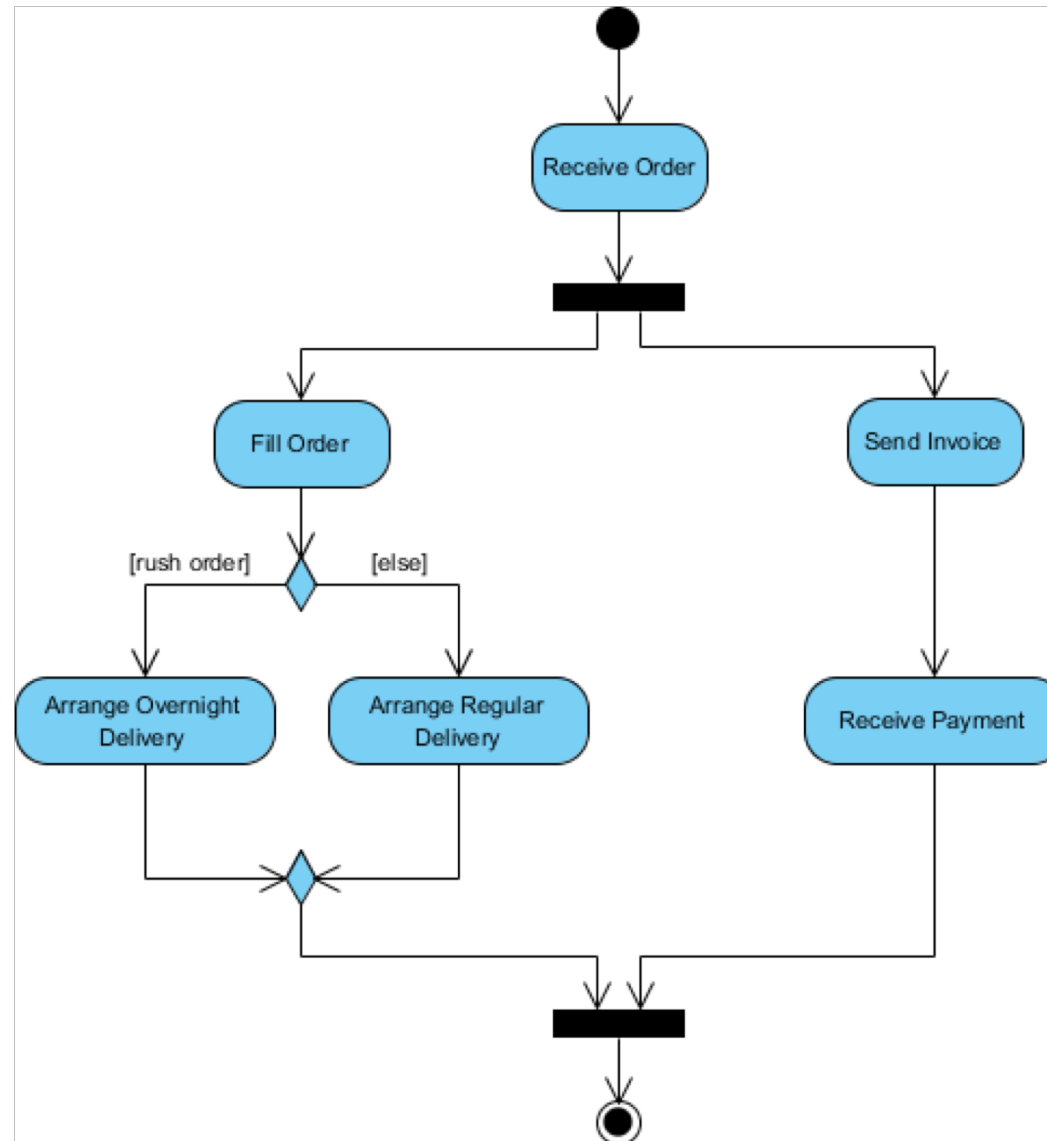 Receive Order
Fill Order
Send Invoice
[rush order]
[else]
Arrange Overnight
Delivery
Arrange Regular
Delivery
Receive Payment